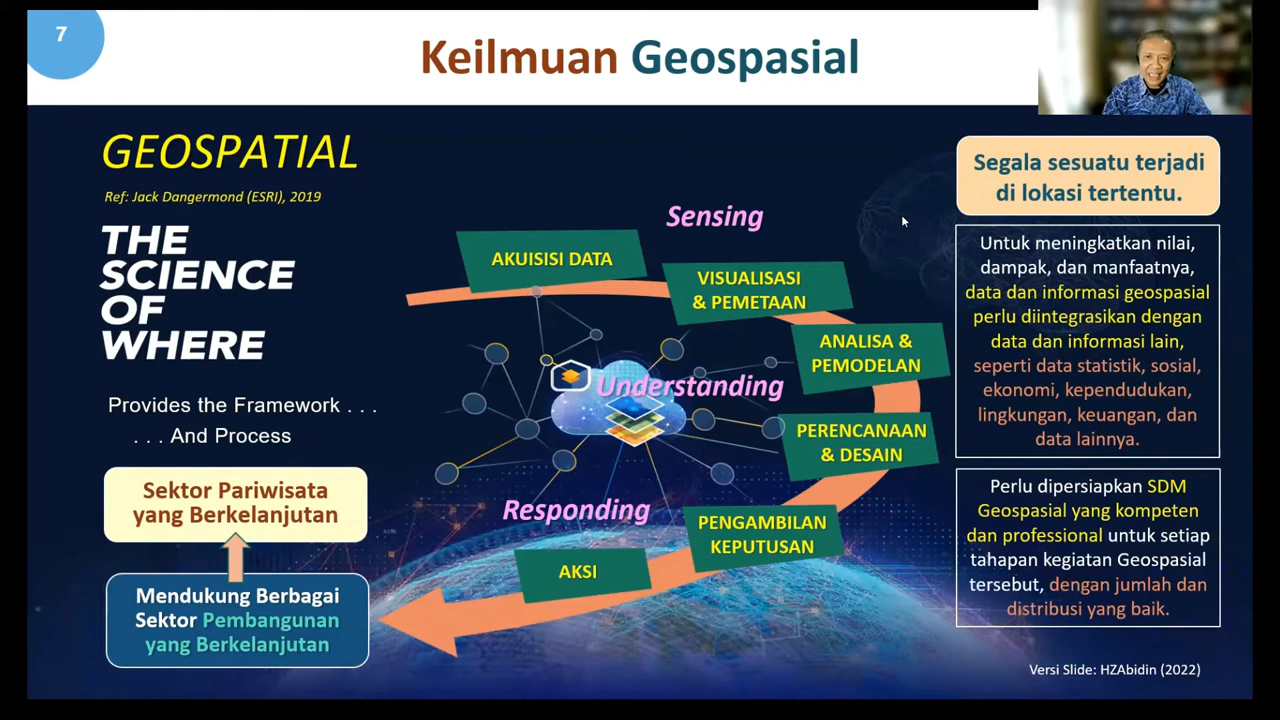 7
Keilmuan Geospasial
GEOSPATIAL
Ref: Jack Dangermond (ESRI), 2019
THE
SCIENCE
OF
WHERE
Provides the Framework . . .
. . . And Process
Sektor Pariwisata
yang Berkelanjutan
Mendukung Berbagai
Sektor Pembangunan
yang Berkelanjutan
Sensing
AKUISISI DATA
VISUALISASI
& PEMETAAN
ANALISA &
PEMODELAN
Understanding
PERENCANAAN
& DESAIN
Responding
PENGAMBILAN
KEPUTUSAN
AKSI
Segala sesuatu terjadi
di lokasi tertentu.
Untuk meningkatkan nilai,
dampak, dan manfaatnya,
data dan informasi geospasial
perlu diintegrasikan dengan
data dan informasi lain,
seperti data statistik, sosial,
ekonomi, kependudukan,
lingkungan, keuangan, dan
data lainnya.
Perlu dipersiapkan SDM
Geospasial yang kompeten
dan professional untuk setiap
tahapan kegiatan Geospasial
tersebut, dengan jumlah dan
distribusi yang baik.
Versi Slide: HZAbidin (2022)